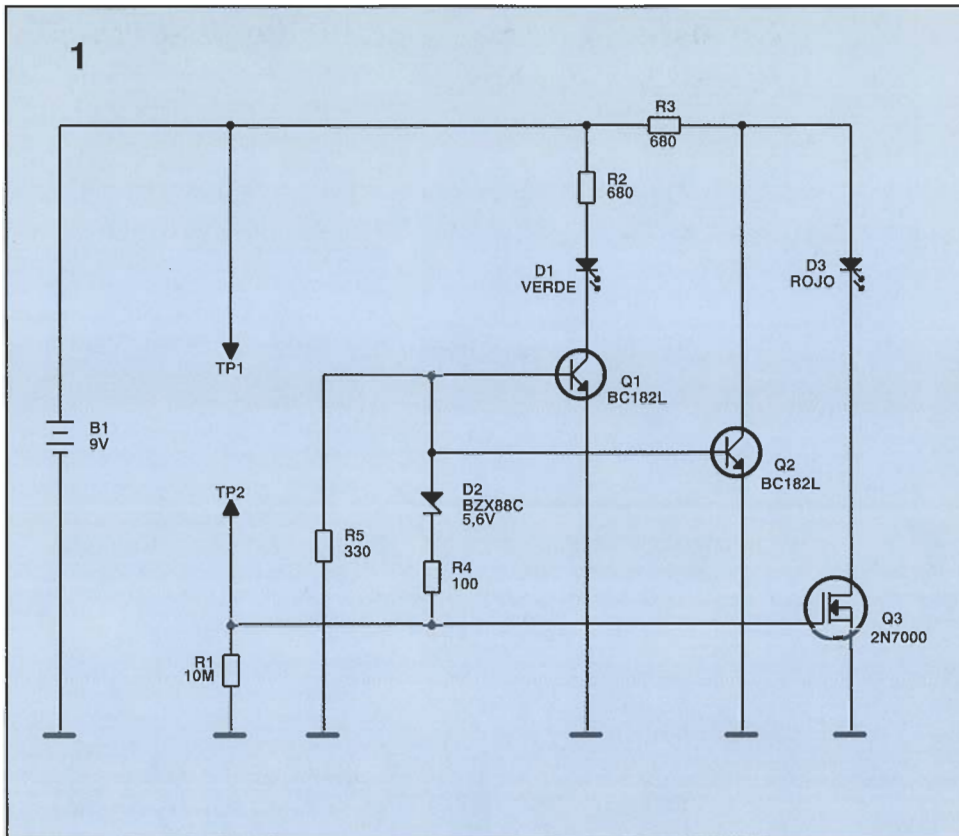 1
R3
680
R2
680
D1
VERDE
D3
ROJO
TP1
Q1
BC182L
B1
9V
Q2
BC182L
TP2
D2
BZX88C
5,6V
R5
330
R4
100
Q3
2N7000
R1
10M